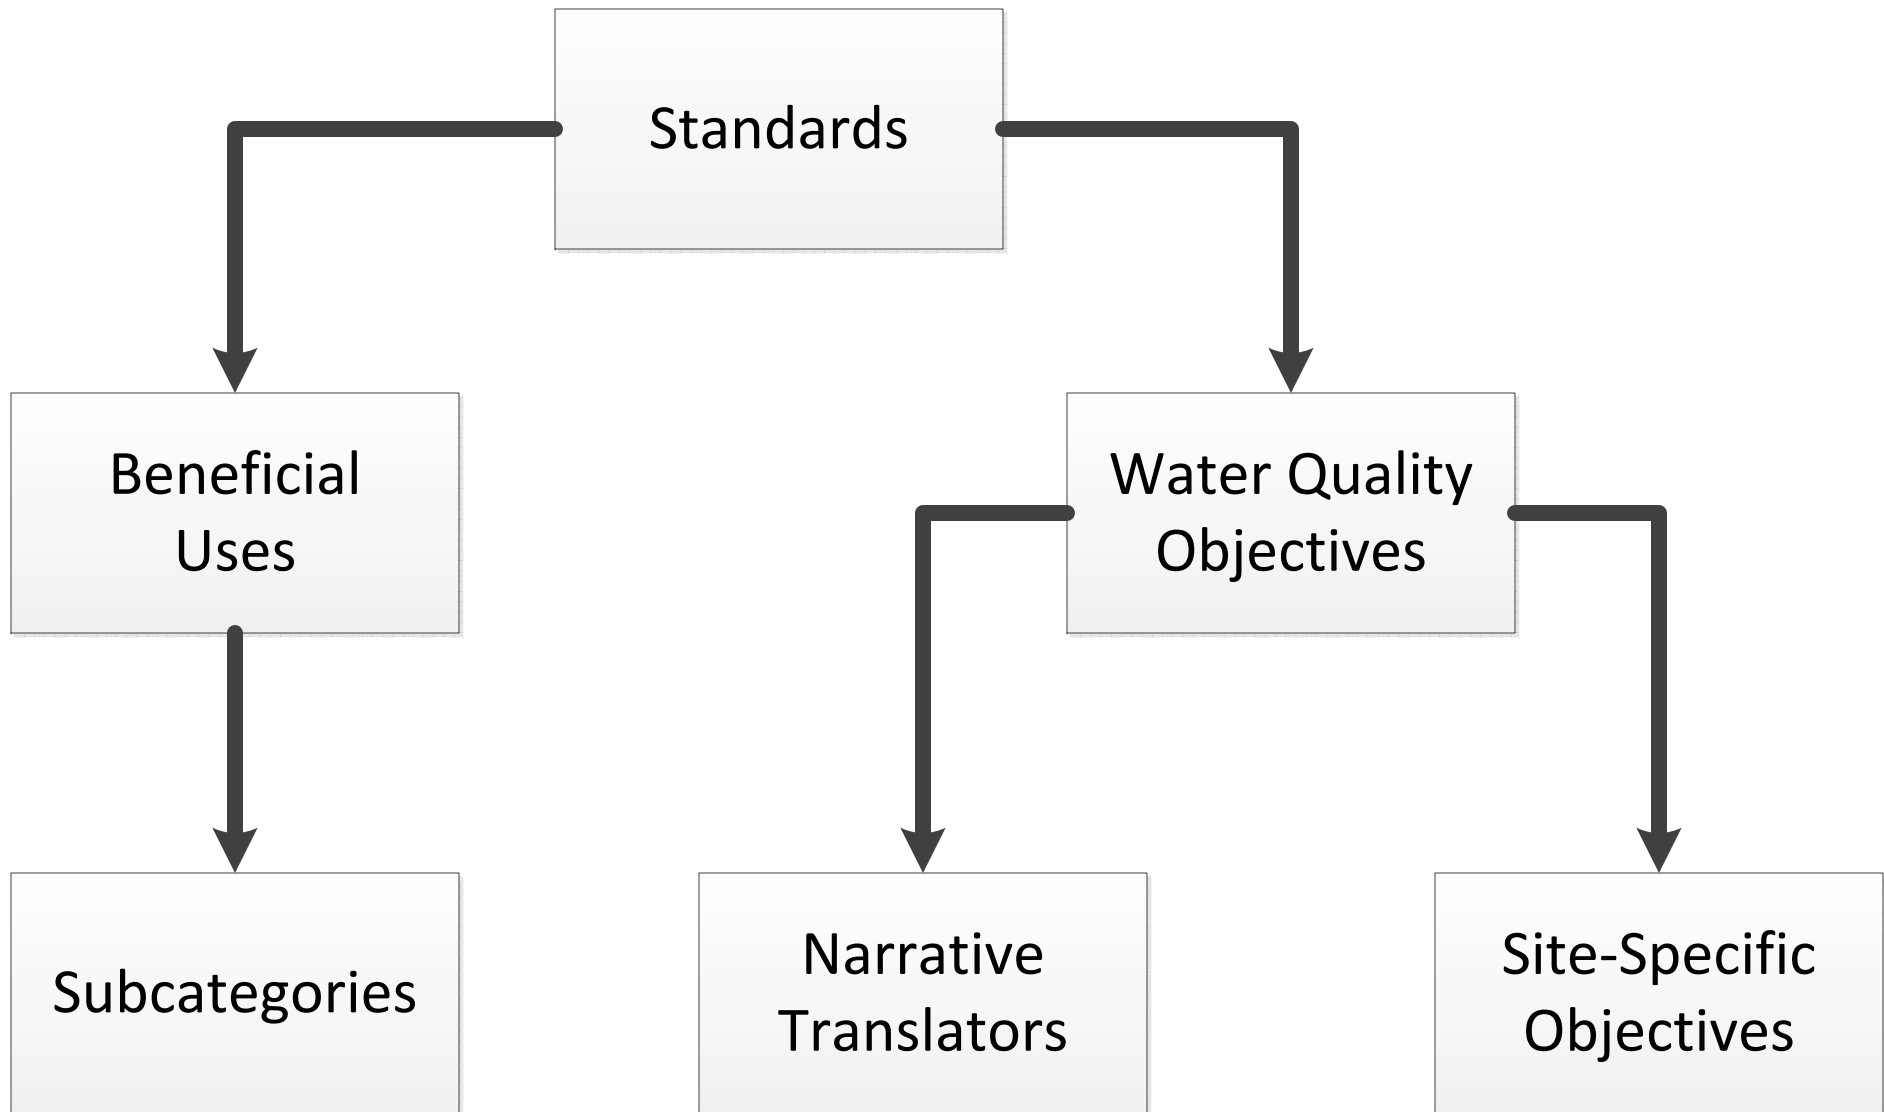 Standards
Beneficial
Uses
Water Quality
Objectives
Subcategories
Narrative
Translators
Site-Specific
Objectives